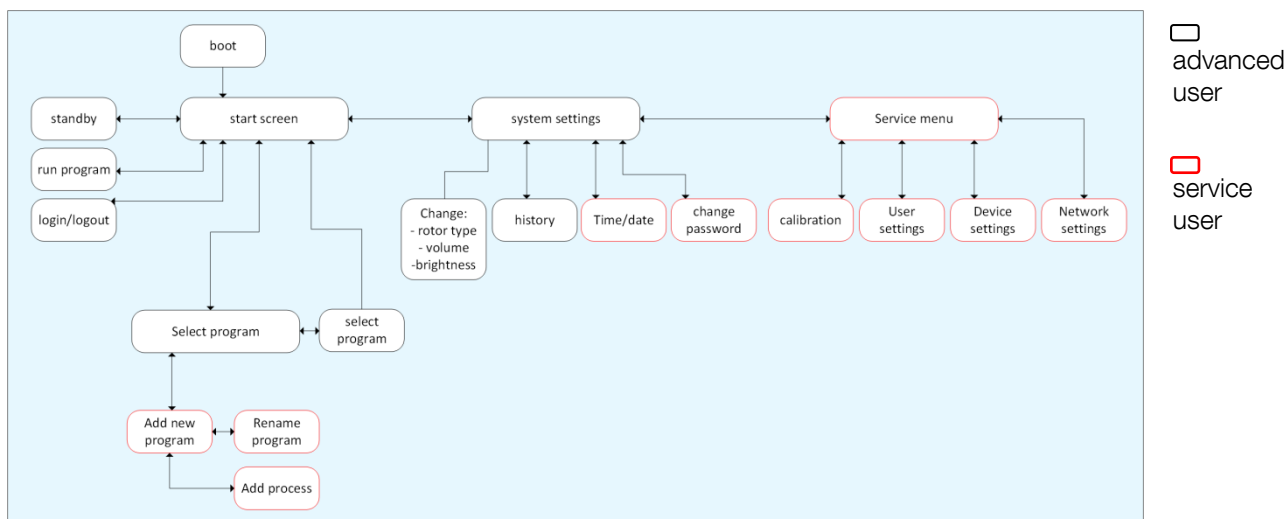 boot
standby
start screen
system settings
Service menu
run program
login/logout
Change:
- rotor type
- volume
-brightness
history
Time/date
change
password
calibration
User
settings
Device
settings
Network
settings
Select program
select
program
Add new
program
Rename
program
Add process
advanced
user
service
user